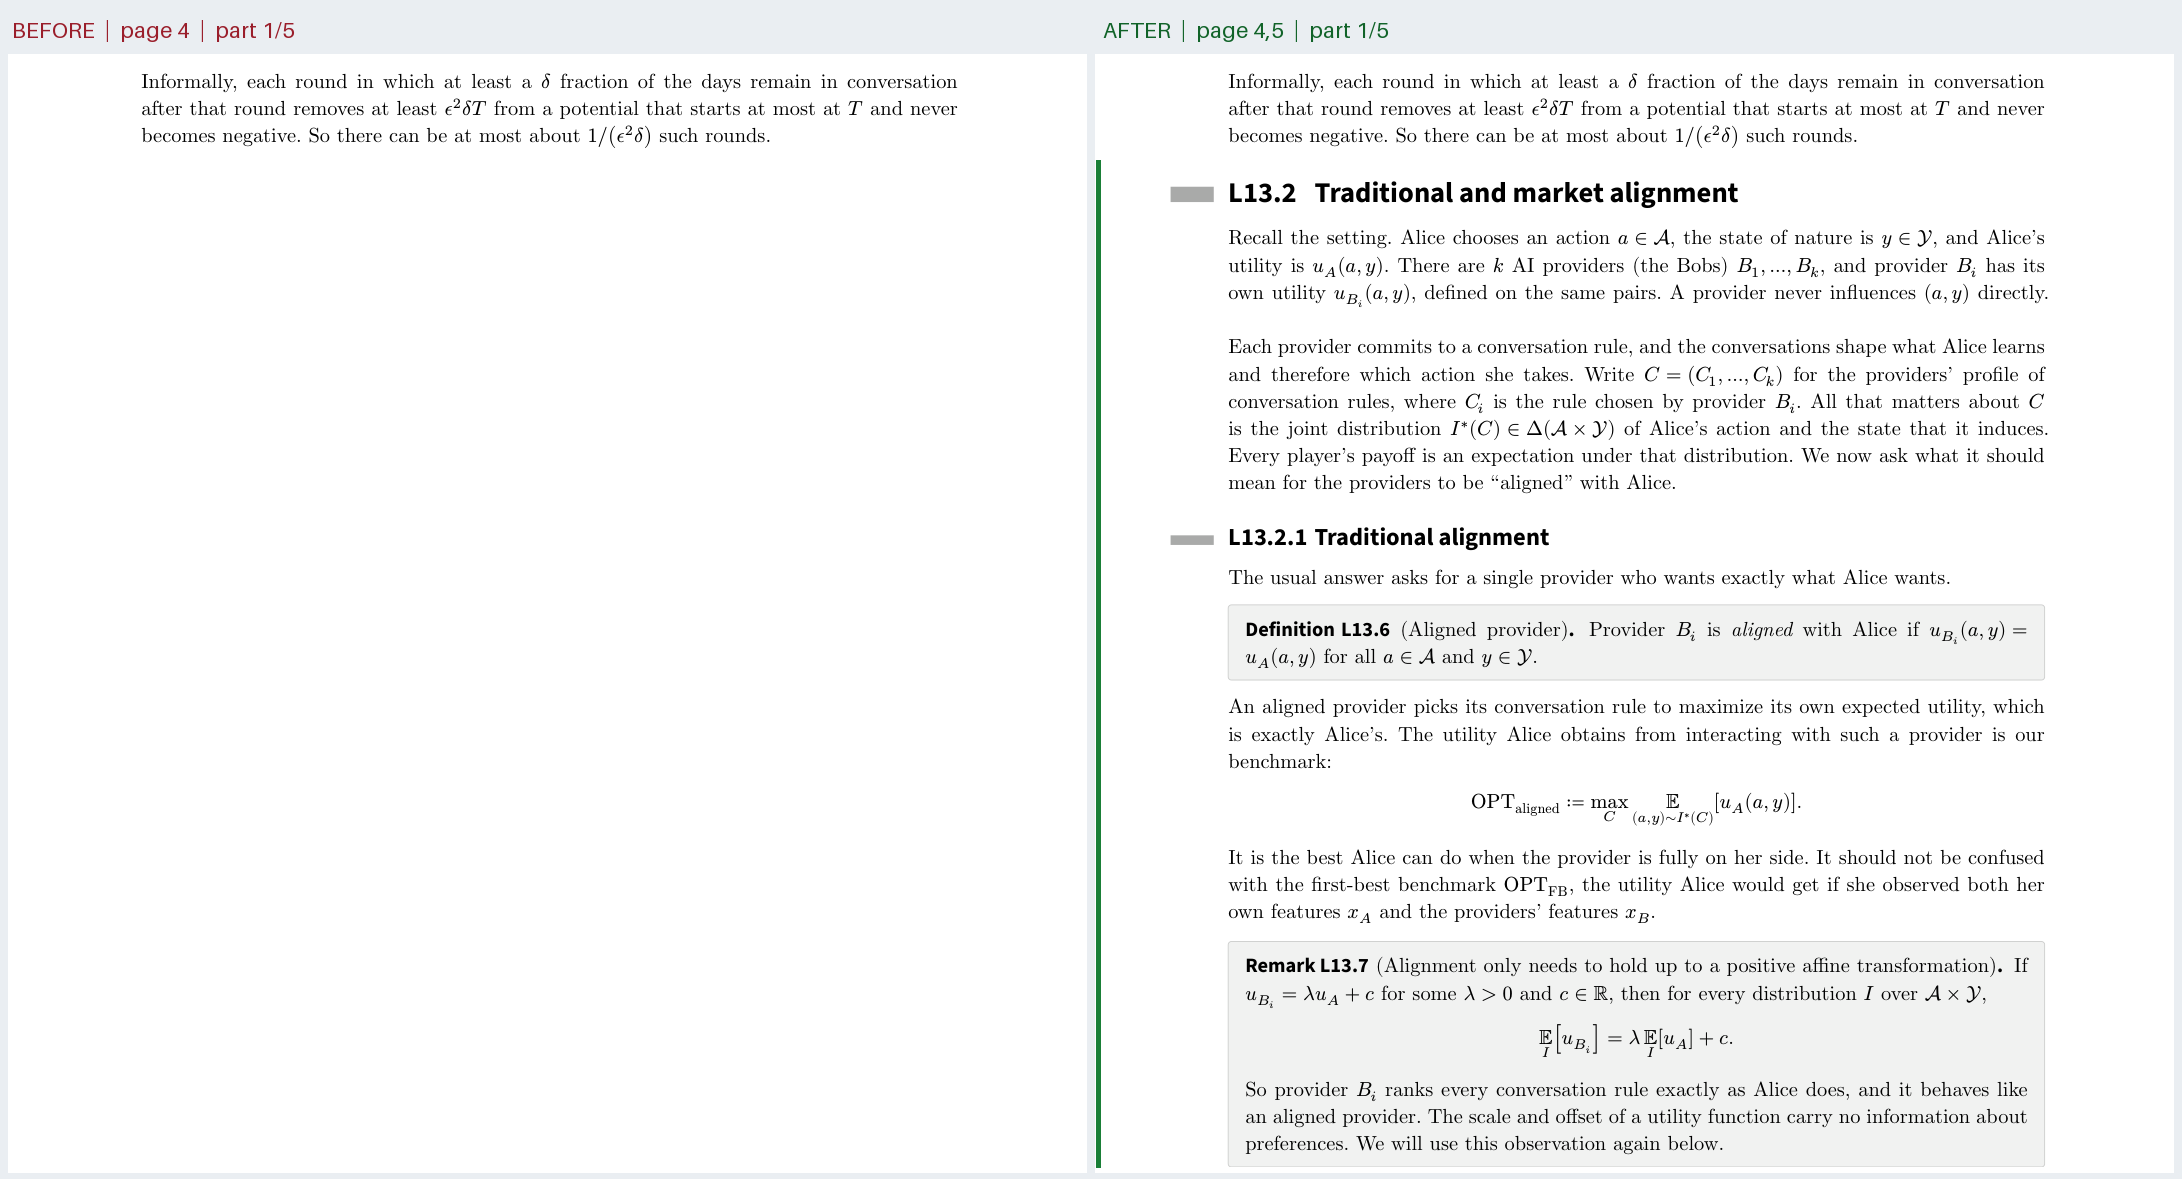 BEFORE | page 4 | part 1/5
Informally, each round in which at least a δ fraction of the days remain in conversation
after that round removes at least ϵ²δT from a potential that starts at most at T and never
becomes negative. So there can be at most about 1/(ϵ²δ) such rounds.
AFTER | page 4,5 | part 1/5
Informally, each round in which at least a δ fraction of the days remain in conversation
after that round removes at least ϵ²δT from a potential that starts at most at T and never
becomes negative. So there can be at most about 1/(ϵ²δ) such rounds.
L13.2 Traditional and market alignment
Recall the setting. Alice chooses an action a ∈ 𝒜, the state of nature is y ∈ 𝒴, and Alice's
utility is u_A(a, y). There are k AI providers (the Bobs) B₁, ..., B_k, and provider B_i has its
own utility u_{B_i}(a, y), defined on the same pairs. A provider never influences (a, y) directly.
Each provider commits to a conversation rule, and the conversations shape what Alice learns
and therefore which action she takes. Write C = (C₁, ..., C_k) for the providers' profile of
conversation rules, where C_i is the rule chosen by provider B_i. All that matters about C
is the joint distribution I*(C) ∈ Δ(𝒜 × 𝒴) of Alice's action and the state that it induces.
Every player's payoff is an expectation under that distribution. We now ask what it should
mean for the providers to be “aligned” with Alice.
L13.2.1 Traditional alignment
The usual answer asks for a single provider who wants exactly what Alice wants.
Definition L13.6 (Aligned provider). Provider B_i is aligned with Alice if u_{B_i}(a, y) =
u_A(a, y) for all a ∈ 𝒜 and y ∈ 𝒴.
An aligned provider picks its conversation rule to maximize its own expected utility, which
is exactly Alice's. The utility Alice obtains from interacting with such a provider is our
benchmark:
OPT_aligned ≔ max_C 𝔼_{(a,y)∼I*(C)} [u_A(a, y)].
It is the best Alice can do when the provider is fully on her side. It should not be confused
with the first-best benchmark OPT_FB, the utility Alice would get if she observed both her
own features x_A and the providers' features x_B.
Remark L13.7 (Alignment only needs to hold up to a positive affine transformation). If
u_{B_i} = λu_A + c for some λ > 0 and c ∈ ℝ, then for every distribution I over 𝒜 × 𝒴,
𝔼_I[u_{B_i}] = λ 𝔼_I[u_A] + c.
So provider B_i ranks every conversation rule exactly as Alice does, and it behaves like
an aligned provider. The scale and offset of a utility function carry no information about
preferences. We will use this observation again below.